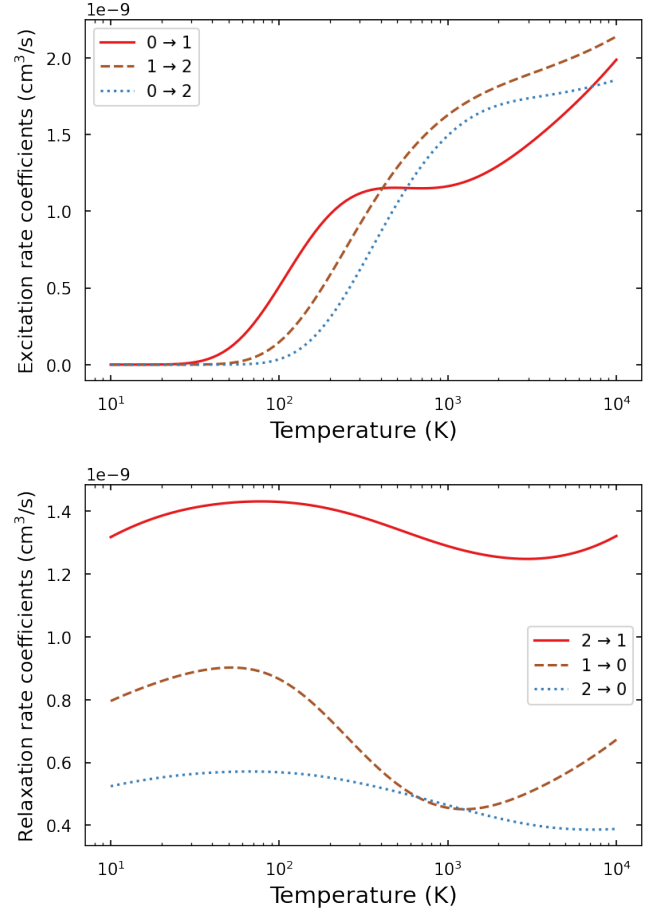 1e−9
Excitation rate coefficients (cm³/s)
2.0
1.5
1.0
0.5
0.0
0 → 1
1 → 2
0 → 2
10¹
10²
10³
10⁴
Temperature (K)
1e−9
Relaxation rate coefficients (cm³/s)
1.4
1.2
1.0
0.8
0.6
0.4
2 → 1
1 → 0
2 → 0
10¹
10²
10³
10⁴
Temperature (K)